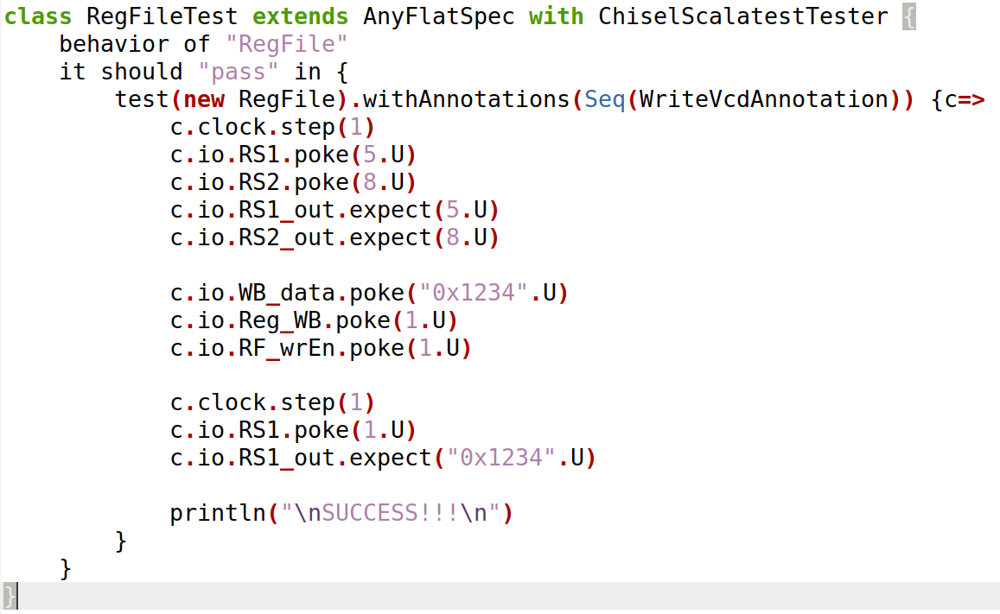 class RegFileTest extends AnyFlatSpec with ChiselScalatestTester {
    behavior of "RegFile"
    it should "pass" in {
        test(new RegFile).withAnnotations(Seq(WriteVcdAnnotation)) {c=>
            c.clock.step(1)
            c.io.RS1.poke(5.U)
            c.io.RS2.poke(8.U)
            c.io.RS1_out.expect(5.U)
            c.io.RS2_out.expect(8.U)

            c.io.WB_data.poke("0x1234".U)
            c.io.Reg_WB.poke(1.U)
            c.io.RF_wrEn.poke(1.U)

            c.clock.step(1)
            c.io.RS1.poke(1.U)
            c.io.RS1_out.expect("0x1234".U)

            println("\nSUCCESS!!!\n")
        }
    }
}